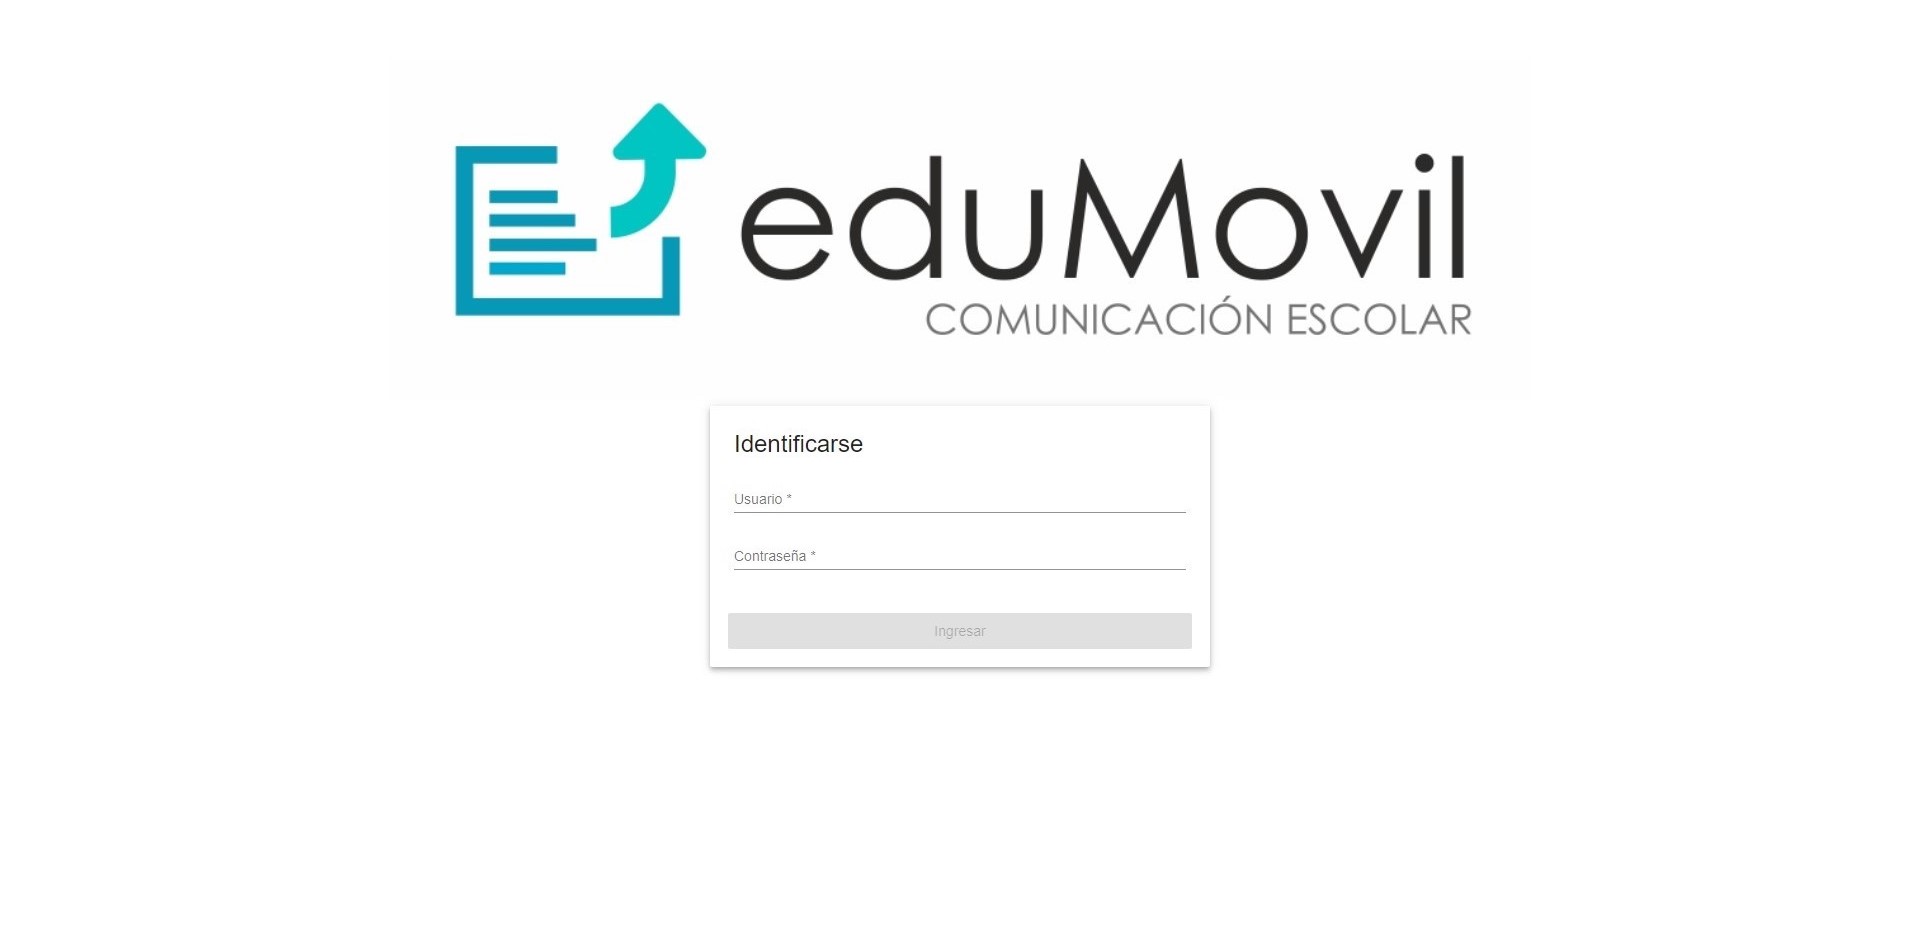 eduMovil
COMUNICACIÓN ESCOLAR
Identificarse
Usuario *
Contraseña *
Ingresar